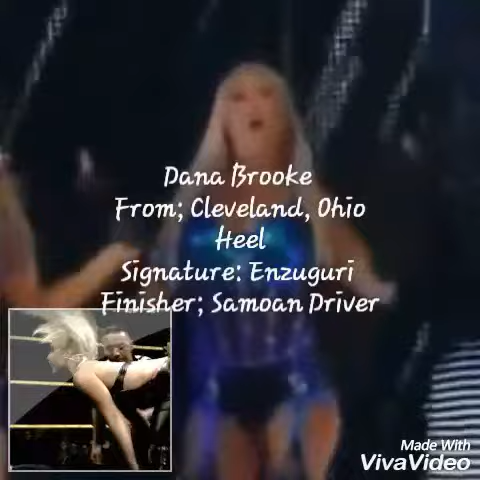 Dana Brooke
From; Cleveland, Ohio
Heel
Signature: Enzuguri
Finisher; Samoan Driver
Made With
VivaVideo